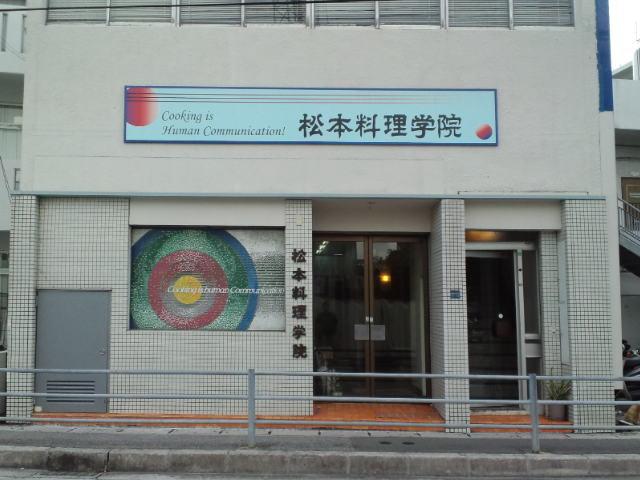 Cooking is
Human Communication!
松本料理学院
Cooking is human Communication
松本料理学院